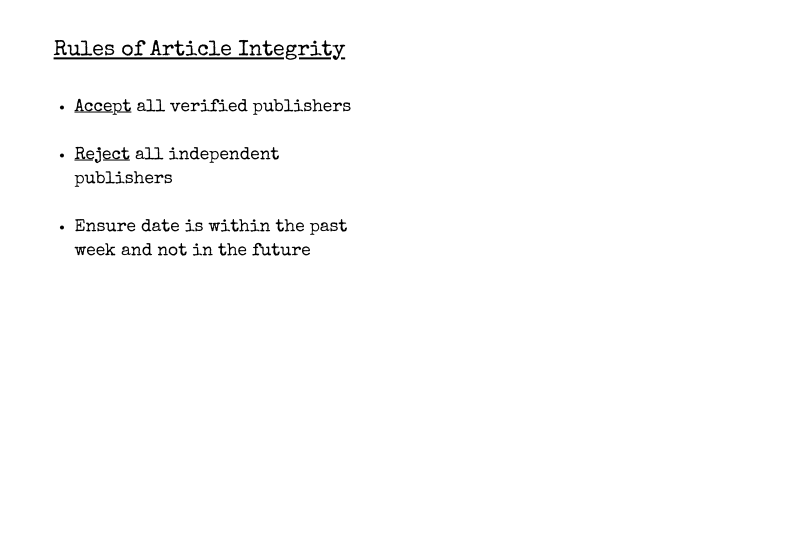 Rules of Article Integrity
• Accept all verified publishers
• Reject all independent
publishers
• Ensure date is within the past
week and not in the future